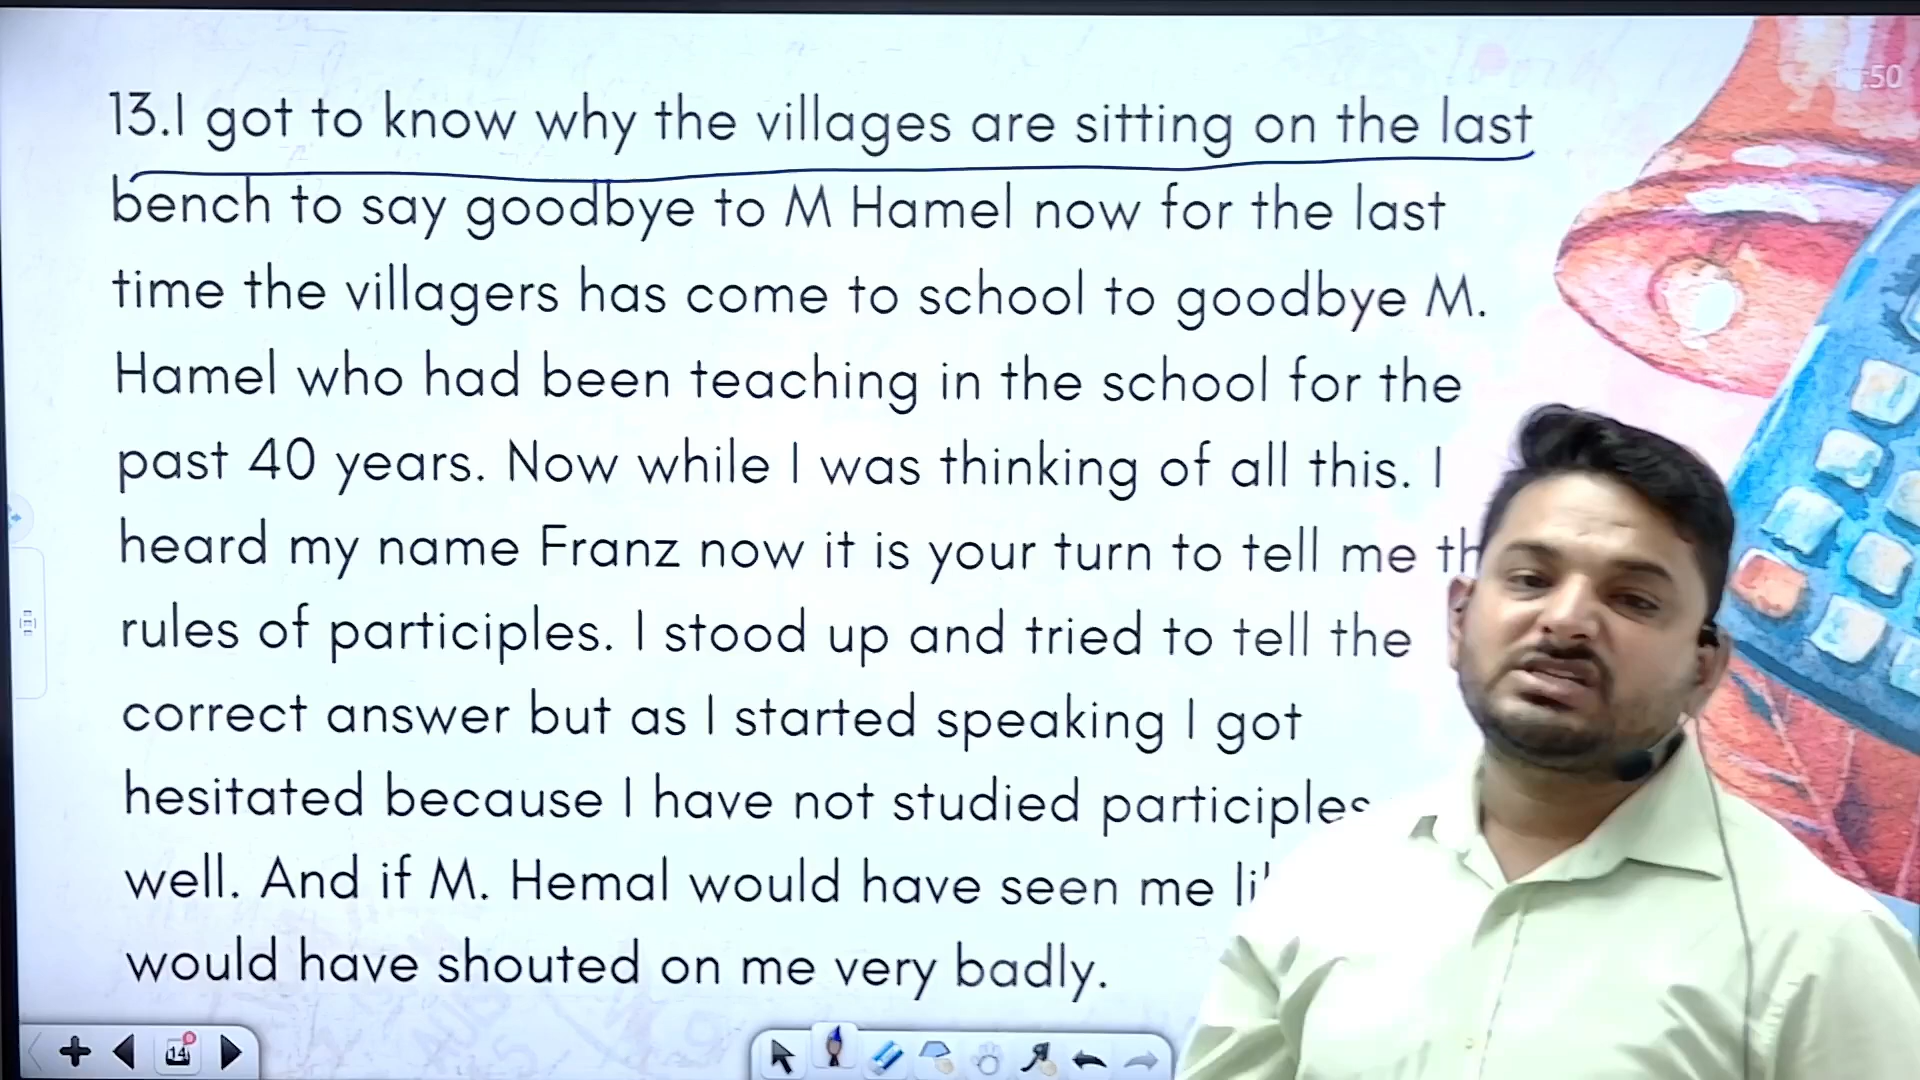 :50
13.I got to know why the villages are sitting on the last
bench to say goodbye to M Hamel now for the last
time the villagers has come to school to goodbye M.
Hamel who had been teaching in the school for the
past 40 years. Now while I was thinking of all this. I
heard my name Franz now it is your turn to tell me
rules of participles. I stood up and tried to tell the
correct answer but as I started speaking I got
hesitated because I have not studied participles
well. And if M. Hemal would have seen me
would have shouted on me very badly.
14